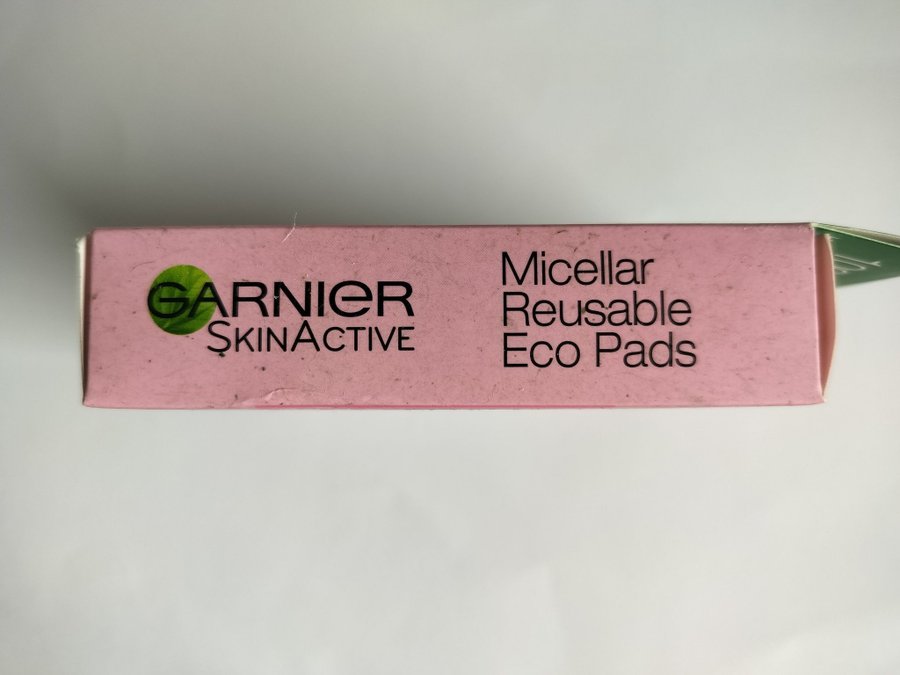 GARNIER
SKINACTIVE
Micellar
Reusable
Eco Pads